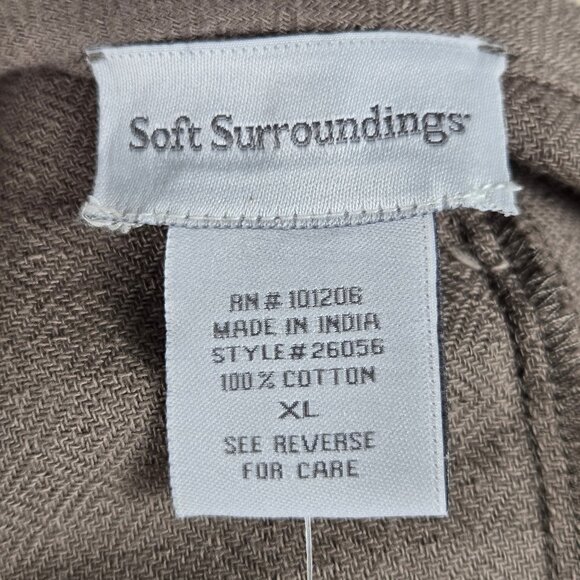 Soft Surroundings
RN # 101206
MADE IN INDIA
STYLE# 26056
100% COTTON
XL
SEE REVERSE
FOR CARE